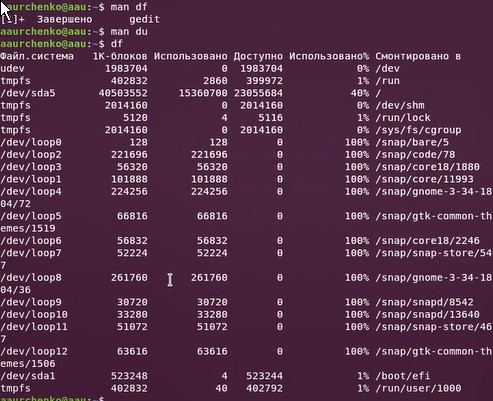 aaurchenko@aau:~$ man df
[1]+  Завершено      gedit
aaurchenko@aau:~$ man du
aaurchenko@aau:~$ df
Файл.система   1K-блоков Использовано Доступно Использовано% Смонтировано в
udev             1983704            0  1983704            0% /dev
tmpfs             402832         2860   399972            1% /run
/dev/sda5       40503552     15360700 23055684           40% /
tmpfs            2014160            0  2014160            0% /dev/shm
tmpfs               5120            4     5116            1% /run/lock
tmpfs            2014160            0  2014160            0% /sys/fs/cgroup
/dev/loop0           128          128        0          100% /snap/bare/5
/dev/loop2        221696       221696        0          100% /snap/code/78
/dev/loop3         56320        56320        0          100% /snap/core18/1880
/dev/loop1        101888       101888        0          100% /snap/core/11993
/dev/loop4        224256       224256        0          100% /snap/gnome-3-34-18
04/72
/dev/loop5         66816        66816        0          100% /snap/gtk-common-th
emes/1519
/dev/loop6         56832        56832        0          100% /snap/core18/2246
/dev/loop7         52224        52224        0          100% /snap/snap-store/54
7
/dev/loop8        261760       261760        0          100% /snap/gnome-3-34-18
04/36
/dev/loop9         30720        30720        0          100% /snap/snapd/8542
/dev/loop10        33280        33280        0          100% /snap/snapd/13640
/dev/loop11        51072        51072        0          100% /snap/snap-store/46
7
/dev/loop12        63616        63616        0          100% /snap/gtk-common-th
emes/1506
/dev/sda1         523248            4   523244            1% /boot/efi
tmpfs             402832           40   402792            1% /run/user/1000
aaurchenko@aau:~$